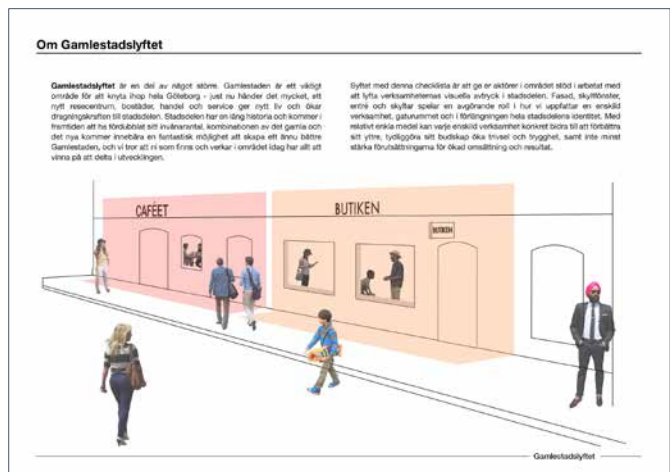 Om Gamlestadslyftet
Gamlestadslyftet är en del av något större. Gamlestaden är ett viktigt
område för att knyta ihop hela Göteborg - just nu händer det mycket, ett
nytt resecentrum, bostäder, handel och service ger nytt liv och ökar
dragningskraften till stadsdelen. Stadsdelen har en lång historia och kommer i
framtiden att ha fördubblat sitt invånarantal, kombinationen av det gamla och
det nya kommer innebära en fantastisk möjlighet att skapa ett ännu bättre
Gamlestaden, och vi tror att ni som finns och verkar i området idag har allt att
vinna på att delta i utvecklingen.
Syftet med denna checklista är att ge er aktörer i området stöd i arbetet med
att lyfta verksamheternas visuella avtryck i stadsdelen. Fasad, skyltfönster,
entré och skyltar spelar en avgörande roll i hur vi uppfattar en enskild
verksamhet, gaturummet och i förlängningen hela stadsdelens identitet. Med
relativt enkla medel kan varje enskild verksamhet konkret bidra till att förbättra
sitt yttre, tydliggöra sitt budskap öka trivsel och trygghet, samt inte minst
stärka förutsättningarna för ökad omsättning och resultat.
CAFÉET
BUTIKEN
BUTIKEN
Gamlestadslyftet